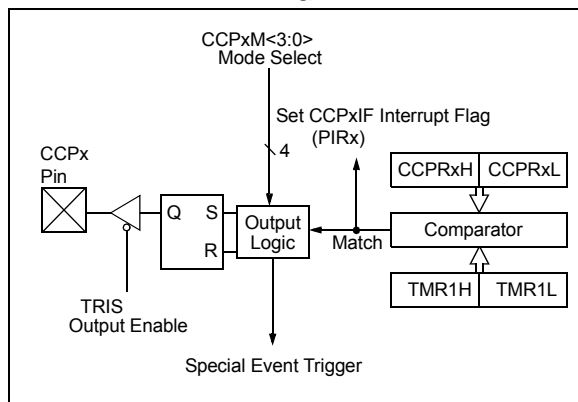 CCPxM<3:0>
Mode Select
Set CCPxIF Interrupt Flag
(PIRx)
4
CCPx
Pin
CCPRxH CCPRxL
Q S
R
Output
Logic
Match
Comparator
TRIS
Output Enable
TMR1H TMR1L
Special Event Trigger